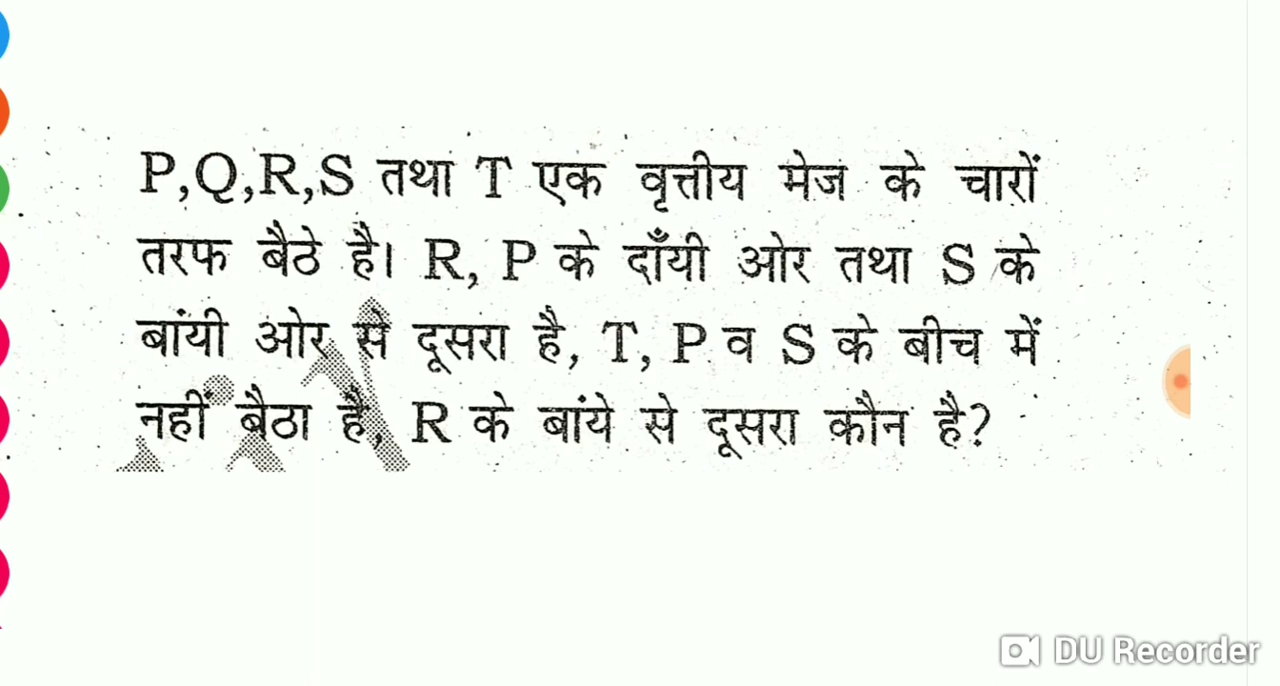 P,Q,R,S तथा T एक वृत्तीय मेज के चारों
तरफ बैठे है। R, P के दाँयी ओर तथा S के
बांयी ओर से दूसरा है, T, P व S के बीच में
नहीं बैठा है, R के बांये से दूसरा कौन है?
DU Recorder